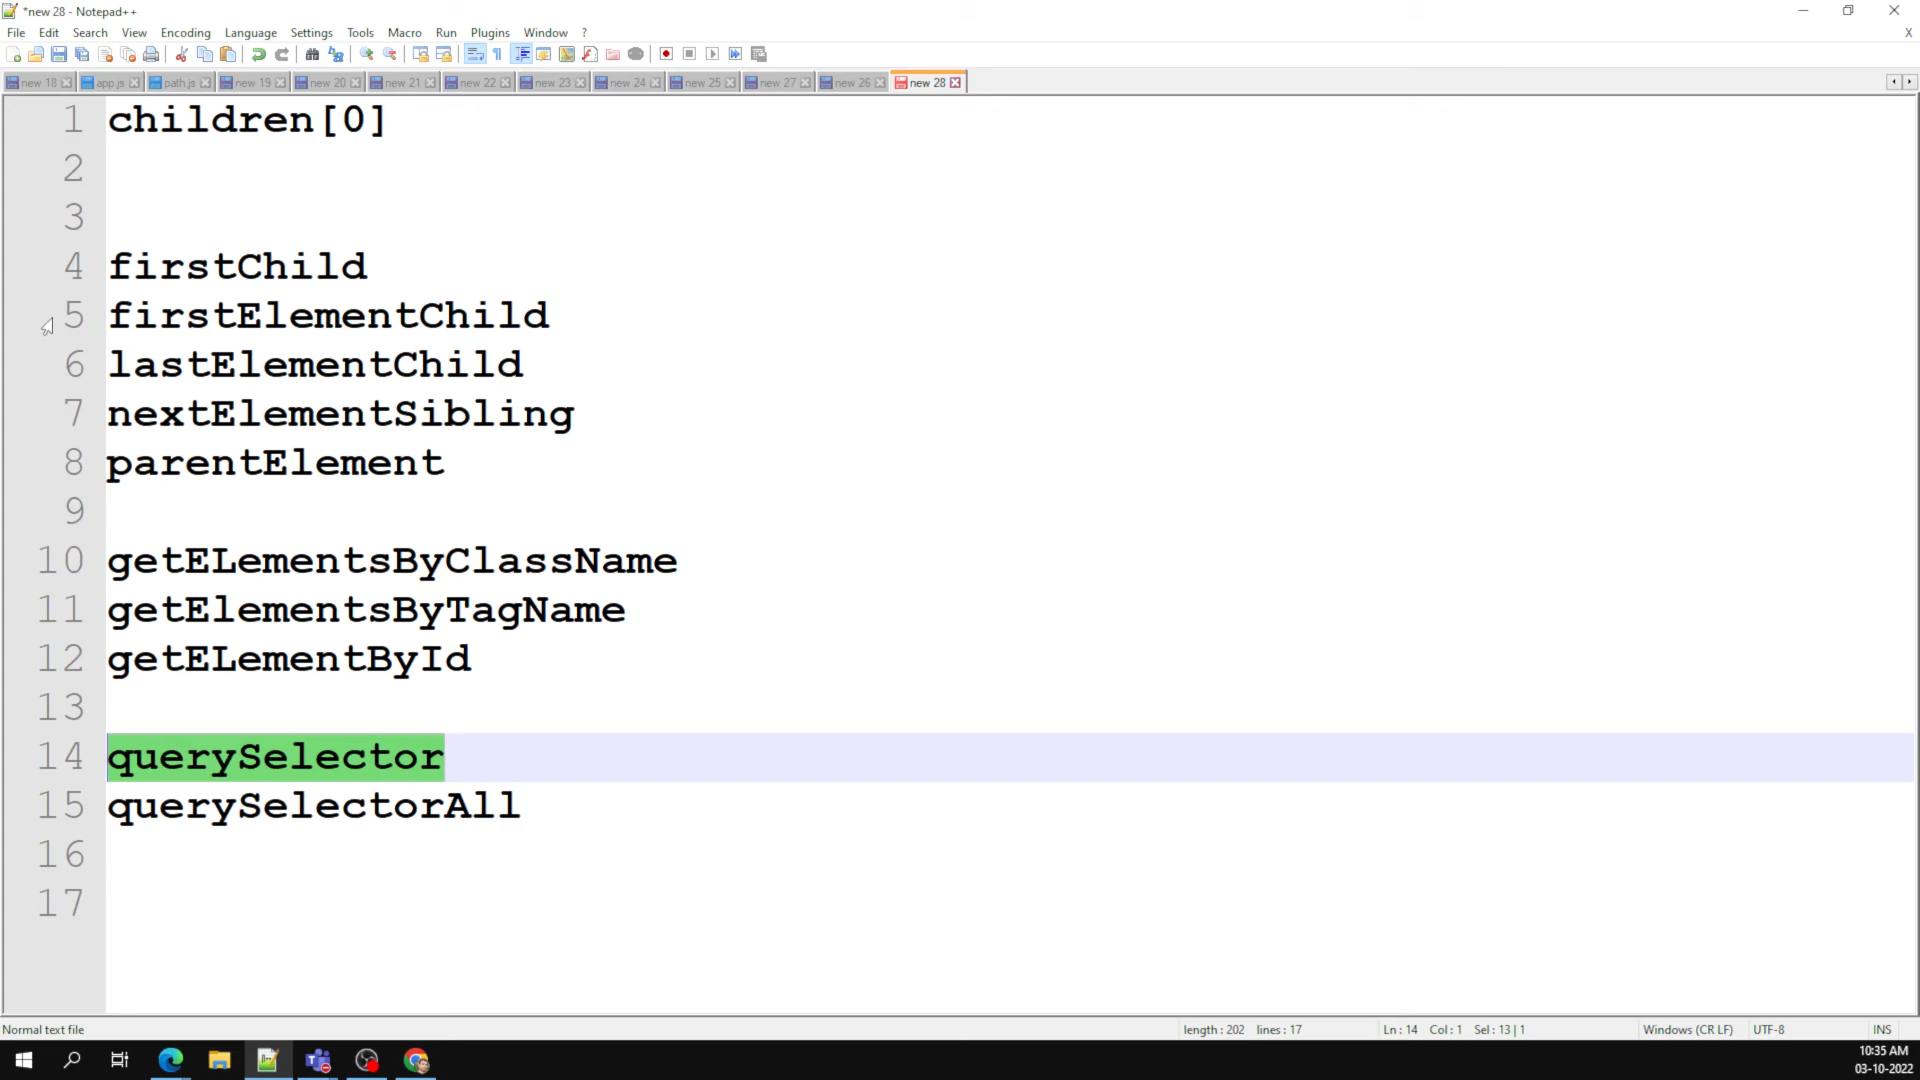 *new 28 - Notepad++
File Edit Search View Encoding Language Settings Tools Macro Run Plugins Window ? X
new 18 app.js path.js new 19 new 20 new 21 new 22 new 23 new 24 new 25 new 27 new 26 new 28
1 children[0]
2
3
4 firstChild
5 firstElementChild
6 lastElementChild
7 nextElementSibling
8 parentElement
9
10 getELementsByClassName
11 getElementsByTagName
12 getELementById
13
14 querySelector
15 querySelectorAll
16
17
Normal text file length : 202 lines : 17 Ln : 14 Col : 1 Sel : 13 | 1 Windows (CR LF) UTF-8 INS
10:35 AM
03-10-2022